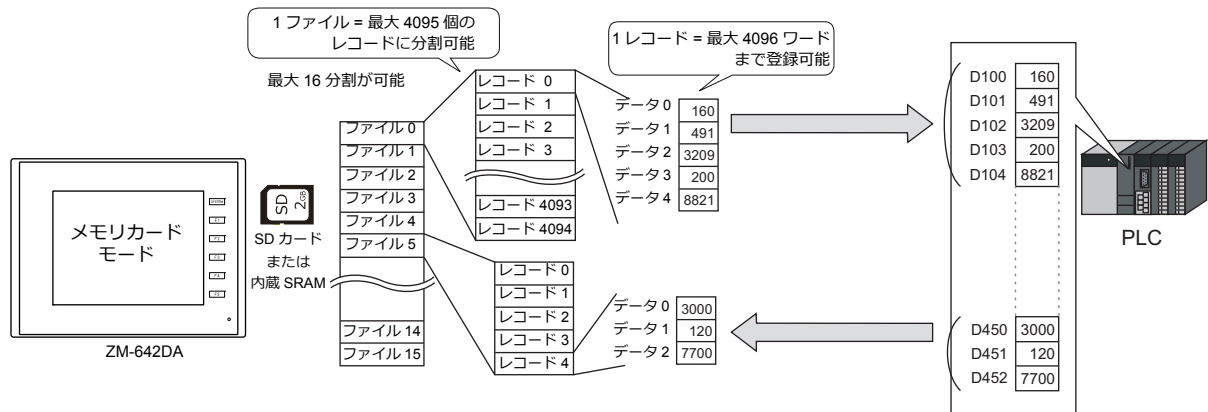 1 ファイル = 最大 4095 個の
レコードに分割可能
最大 16 分割が可能
1 レコード = 最大 4096 ワード
まで登録可能
メモリカード
モード
ZM-642DA
SD
2GB
SD カード
または
内蔵 SRAM
ファイル 0
ファイル 1
ファイル 2
ファイル 3
ファイル 4
ファイル 5
ファイル 14
ファイル 15
レコード 0
レコード 1
レコード 2
レコード 3
レコード 4093
レコード 4094
レコード 0
レコード 1
レコード 2
レコード 3
レコード 4
データ 0 160
データ 1 491
データ 2 3209
データ 3 200
データ 4 8821
データ 0 3000
データ 1 120
データ 2 7700
D100 160
D101 491
D102 3209
D103 200
D104 8821
D450 3000
D451 120
D452 7700
PLC